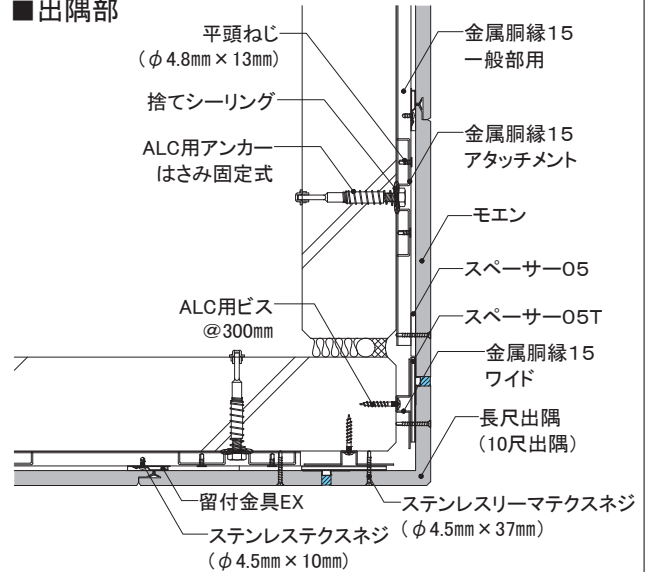 ■出隅部
平頭ねじ
（φ4.8㎜×13㎜）
捨てシーリング
ALC用アンカー
はさみ固定式
ALC用ビス
@300㎜
金属胴縁15
一般部用
金属胴縁15
アタッチメント
モエン
スペーサー05
スペーサー05T
金属胴縁15
ワイド
長尺出隅
（10尺出隅）
留付金具EX
ステンレステクスネジ
（φ4.5㎜×10㎜）
ステンレスリーマテクスネジ
（φ4.5㎜×37㎜）